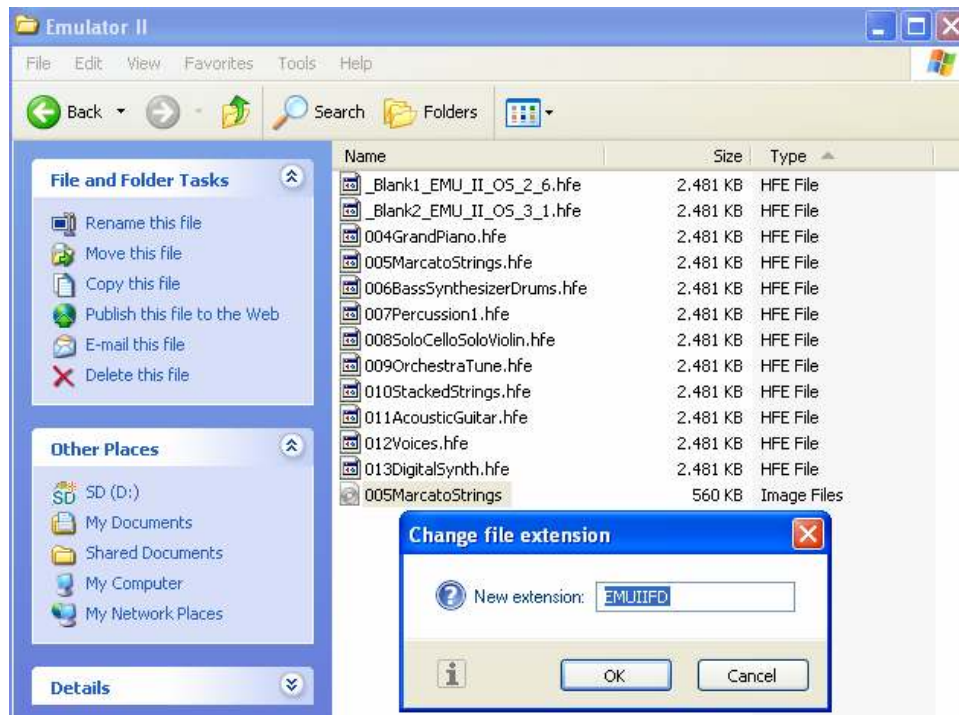 Emulator II
File Edit View Favorites Tools Help
Back Search Folders
Name Size Type
File and Folder Tasks
Rename this file
Move this file
Copy this file
Publish this file to the Web
E-mail this file
Delete this file
Other Places
SD SD (D:)
My Documents
Shared Documents
My Computer
My Network Places
Details
_Blank1_EMU_II_OS_2_6.hfe 2.481 KB HFE File
_Blank2_EMU_II_OS_3_1.hfe 2.481 KB HFE File
004GrandPiano.hfe 2.481 KB HFE File
005MarcatoStrings.hfe 2.481 KB HFE File
006BassSynthesizerDrums.hfe 2.481 KB HFE File
007Percussion1.hfe 2.481 KB HFE File
008SoloCelloSoloViolin.hfe 2.481 KB HFE File
009OrchestraTune.hfe 2.481 KB HFE File
010StackedStrings.hfe 2.481 KB HFE File
011AcousticGuitar.hfe 2.481 KB HFE File
012Voices.hfe 2.481 KB HFE File
013DigitalSynth.hfe 2.481 KB HFE File
005MarcatoStrings 560 KB Image Files
Change file extension
New extension: EMUIIFD
OK Cancel